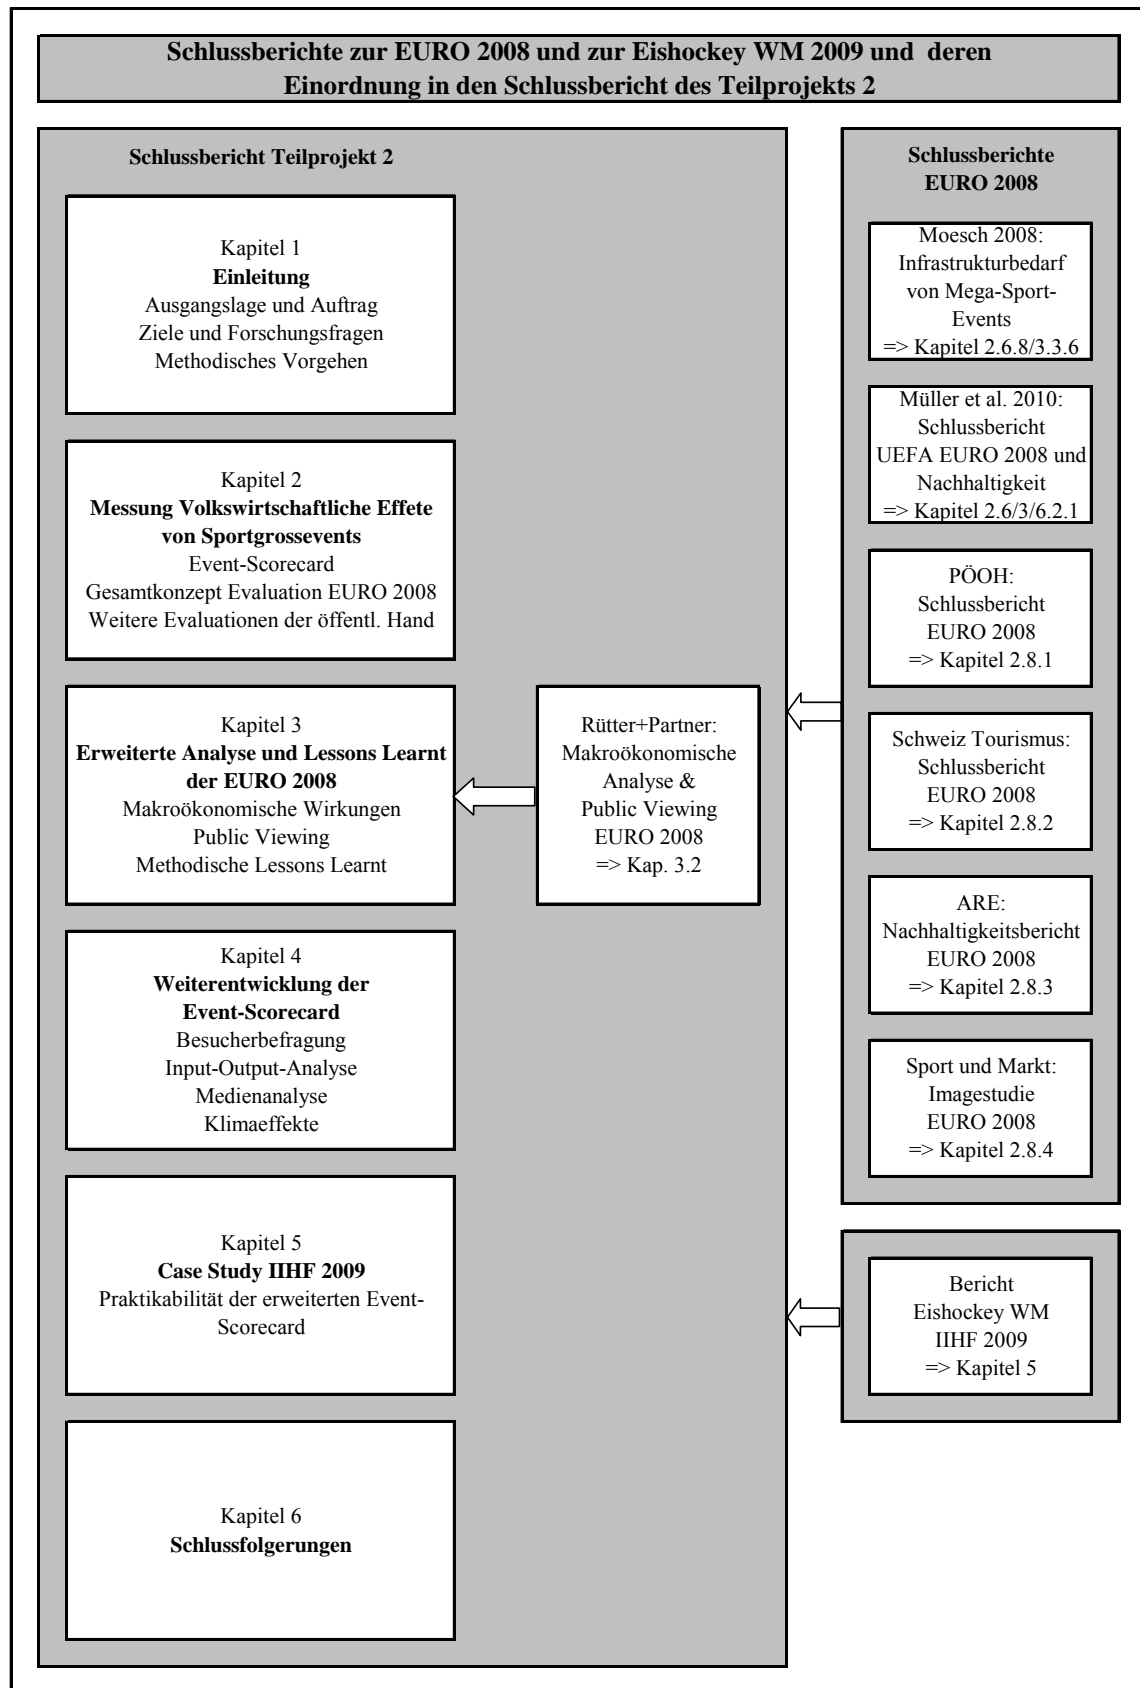 Schlussberichte zur EURO 2008 und zur Eishockey WM 2009 und deren
Einordnung in den Schlussbericht des Teilprojekts 2
Schlussbericht Teilprojekt 2
Kapitel 1
Einleitung
Ausgangslage und Auftrag
Ziele und Forschungsfragen
Methodisches Vorgehen
Kapitel 2
Messung Volkswirtschaftliche Effete
von Sportgrossevents
Event-Scorecard
Gesamtkonzept Evaluation EURO 2008
Weitere Evaluationen der öffentl. Hand
Kapitel 3
Erweiterte Analyse und Lessons Learnt
der EURO 2008
Makroökonomische Wirkungen
Public Viewing
Methodische Lessons Learnt
Kapitel 4
Weiterentwicklung der
Event-Scorecard
Besucherbefragung
Input-Output-Analyse
Medienanalyse
Klimaeffekte
Kapitel 5
Case Study IIHF 2009
Praktikabilität der erweiterten Event-
Scorecard
Kapitel 6
Schlussfolgerungen
Rütter+Partner:
Makroökonomische
Analyse &
Public Viewing
EURO 2008
=> Kap. 3.2
Schlussberichte
EURO 2008
Moesch 2008:
Infrastrukturbedarf
von Mega-Sport-
Events
=> Kapitel 2.6.8/3.3.6
Müller et al. 2010:
Schlussbericht
UEFA EURO 2008 und
Nachhaltigkeit
=> Kapitel 2.6/3/6.2.1
PÖOH:
Schlussbericht
EURO 2008
=> Kapitel 2.8.1
Schweiz Tourismus:
Schlussbericht
EURO 2008
=> Kapitel 2.8.2
ARE:
Nachhaltigkeitsbericht
EURO 2008
=> Kapitel 2.8.3
Sport und Markt:
Imagestudie
EURO 2008
=> Kapitel 2.8.4
Bericht
Eishockey WM
IIHF 2009
=> Kapitel 5